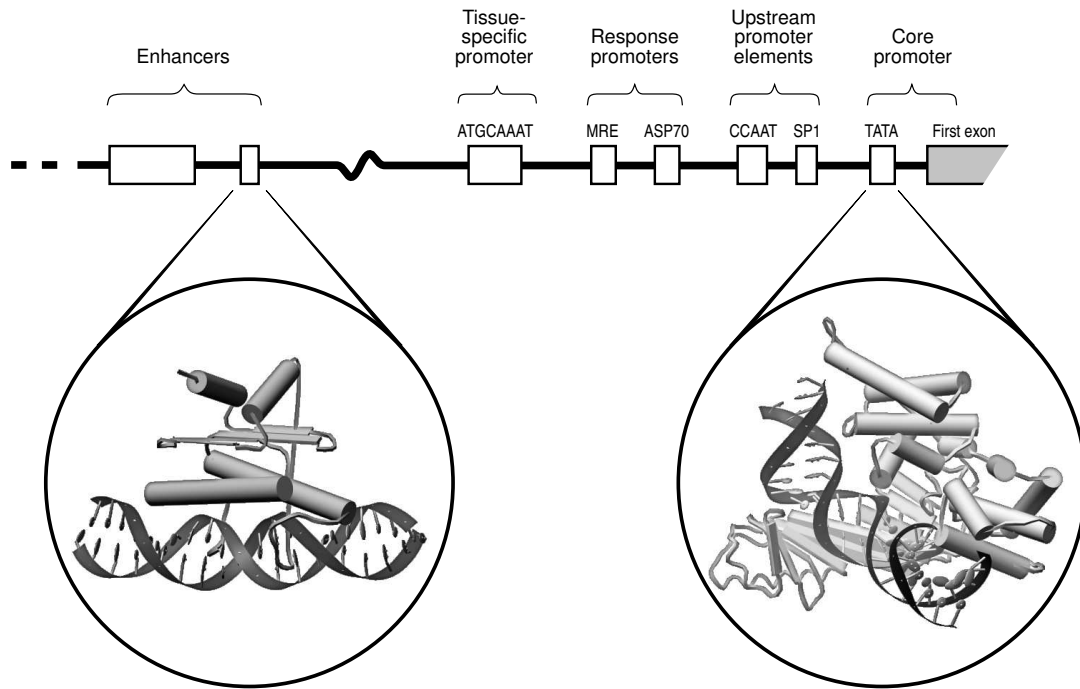 Enhancers
Tissue-
specific
promoter
Response
promoters
Upstream
promoter
elements
Core
promoter
ATGCAAAT
MRE
ASP70
CCAAT
SP1
TATA
First exon